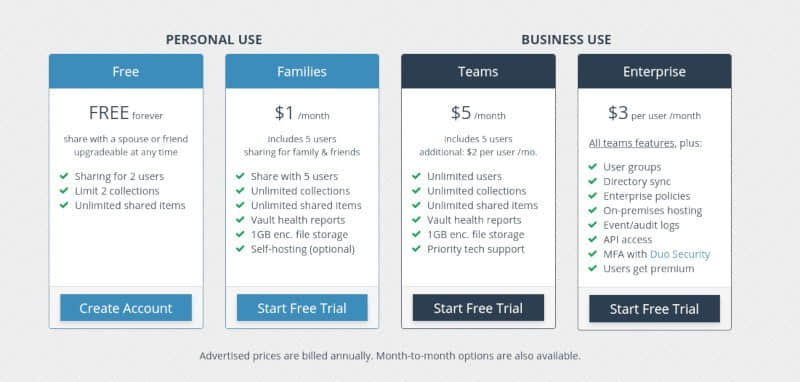 PERSONAL USE
BUSINESS USE
Free
FREE forever
share with a spouse or friend
upgradeable at any time
Sharing for 2 users
Limit 2 collections
Unlimited shared items
Create Account
Families
$1 /month
includes 5 users
sharing for family & friends
Share with 5 users
Unlimited collections
Unlimited shared items
Vault health reports
1GB enc. file storage
Self-hosting (optional)
Start Free Trial
Teams
$5 /month
includes 5 users
additional: $2 per user /mo.
Unlimited users
Unlimited collections
Unlimited shared items
Vault health reports
1GB enc. file storage
Priority tech support
Start Free Trial
Enterprise
$3 per user /month
All teams features, plus:
User groups
Directory sync
Enterprise policies
On-premises hosting
Event/audit logs
API access
MFA with Duo Security
Users get premium
Start Free Trial
Advertised prices are billed annually. Month-to-month options are also available.